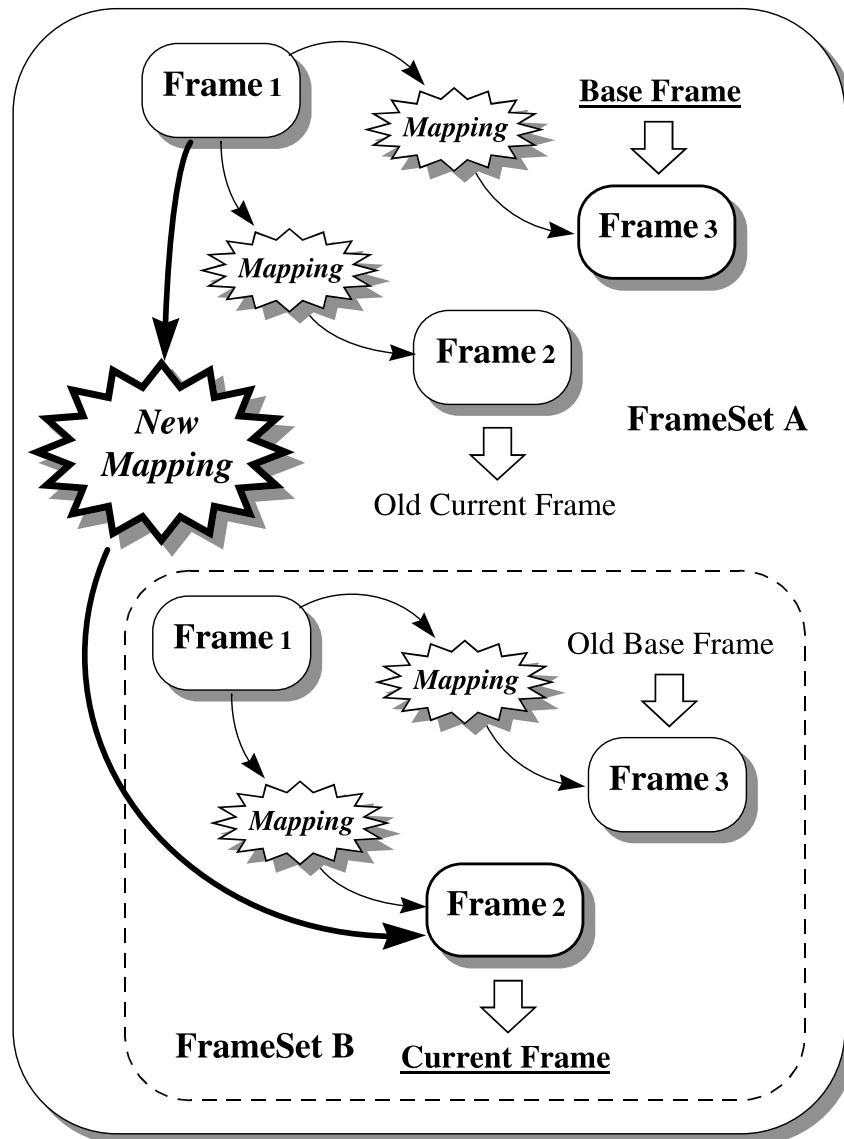 Frame 1
Mapping
Base Frame
Frame 3
Mapping
Frame 2
New
Mapping
FrameSet A
Old Current Frame
Frame 1
Mapping
Old Base Frame
Frame 3
Mapping
Frame 2
FrameSet B
Current Frame